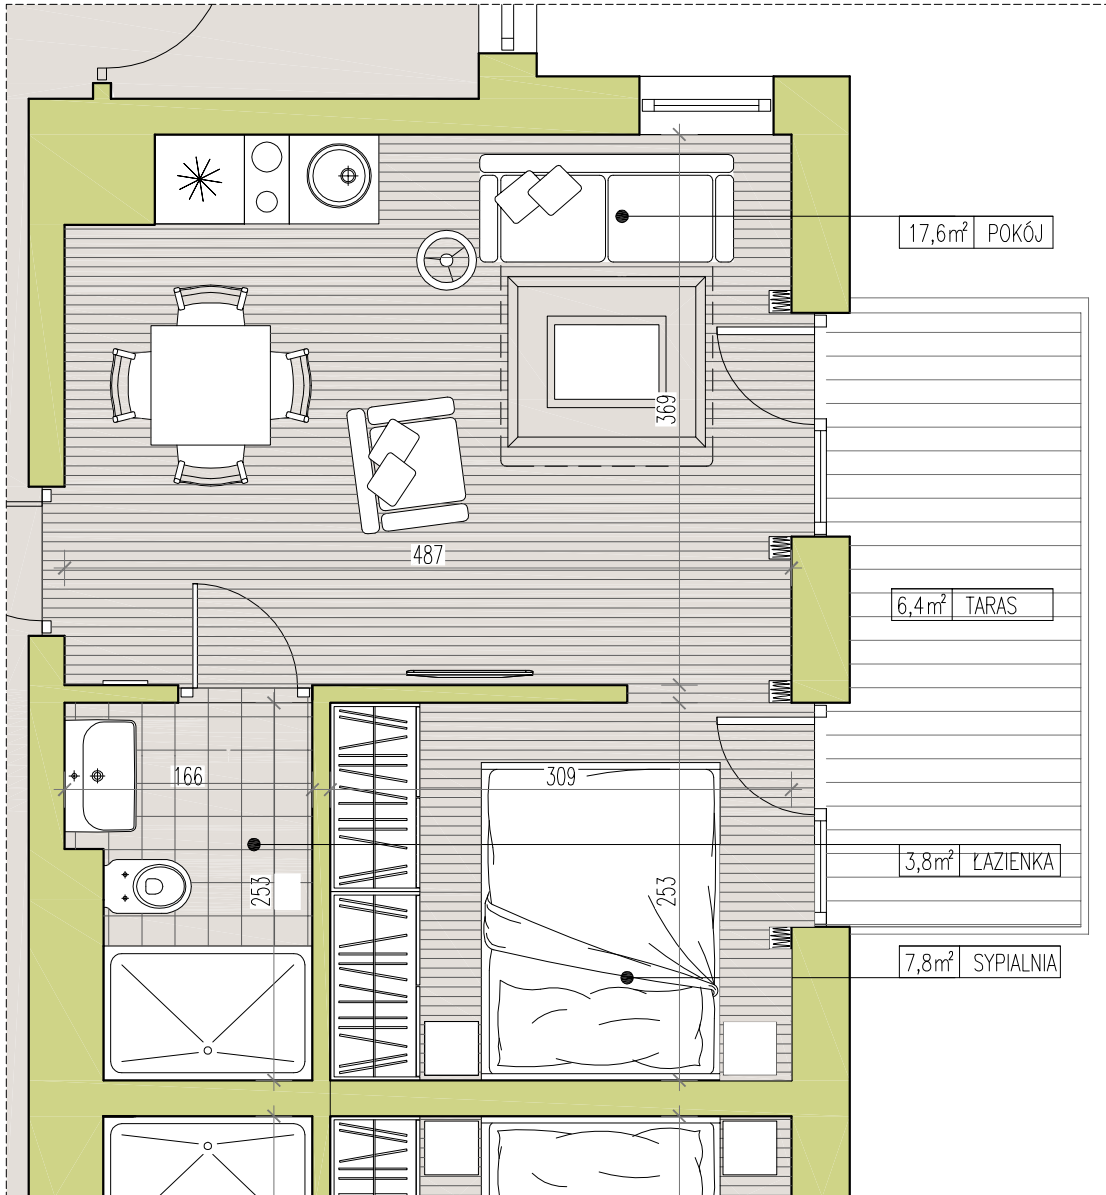 17,6m² POKÓJ
369
487
6,4m² TARAS
166
309
3,8m² ŁAZIENKA
253
253
7,8m² SYPIALNIA